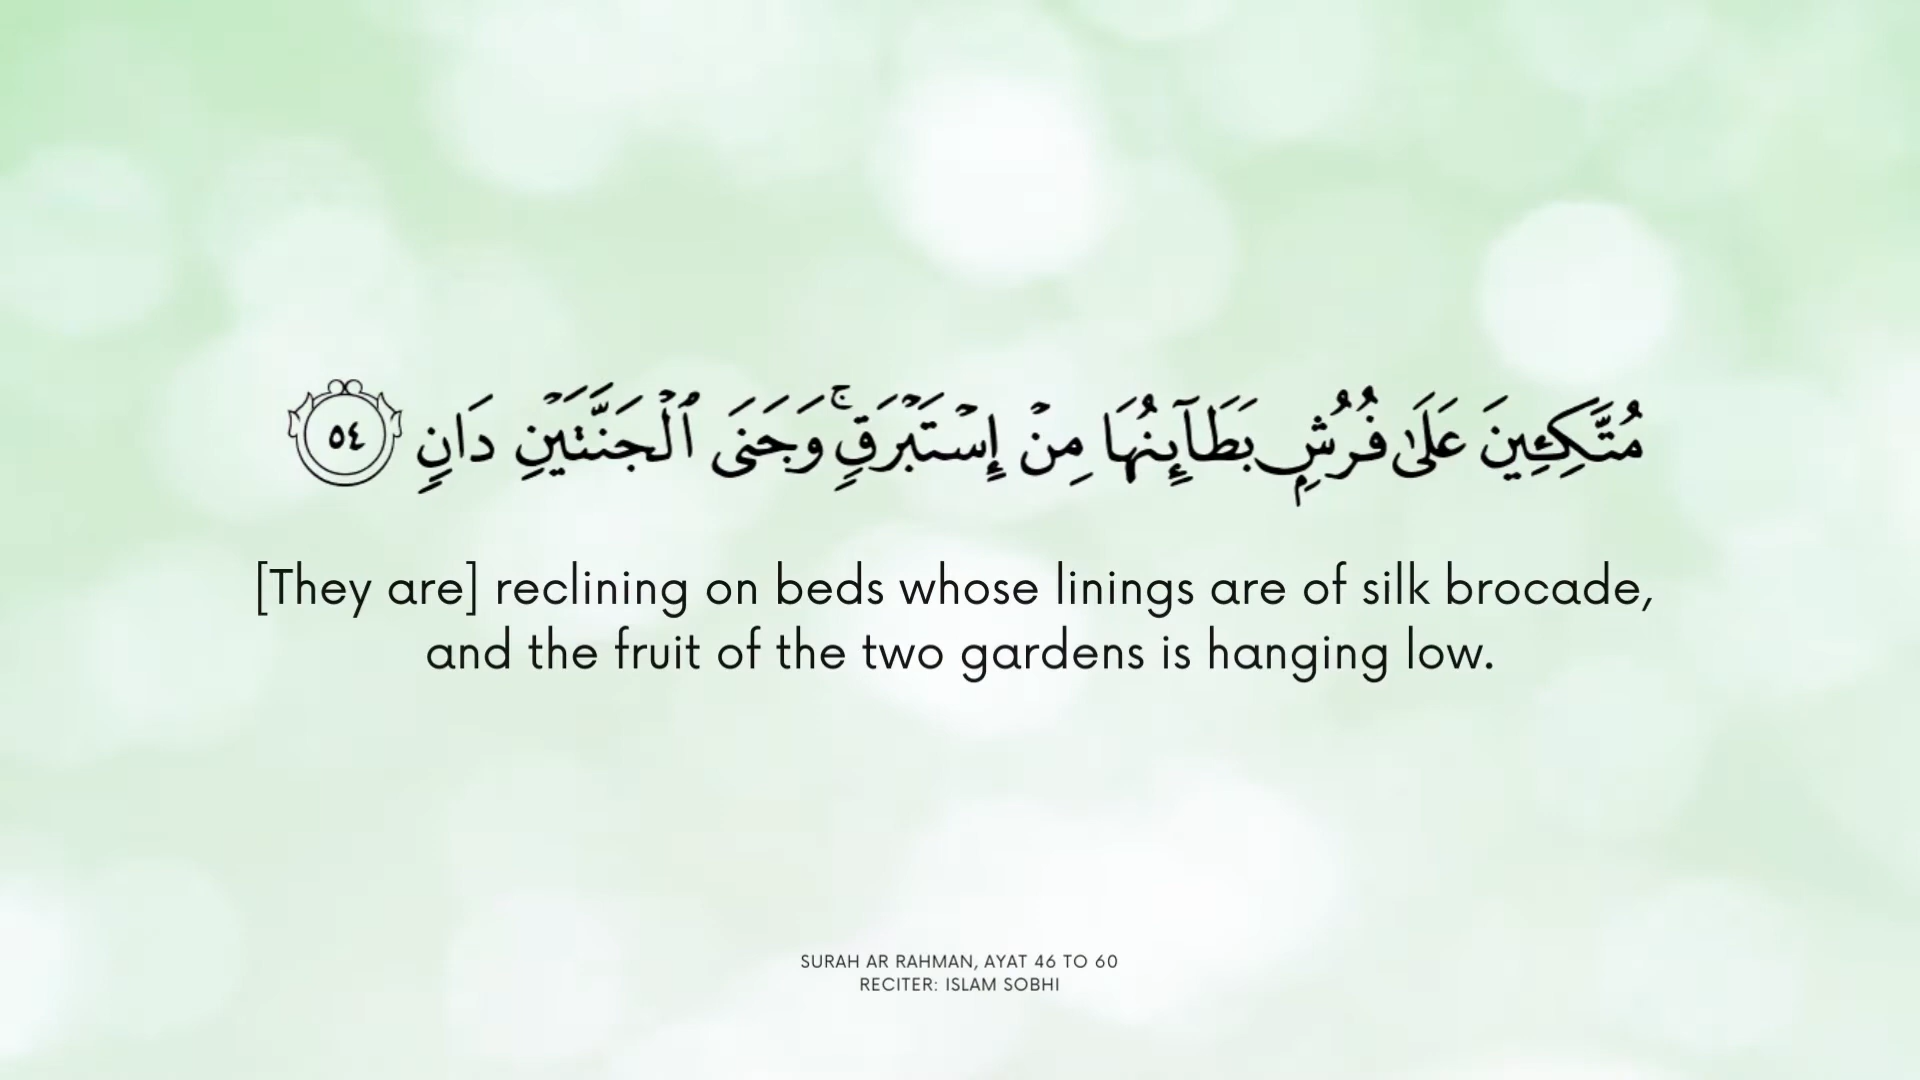 مُتَّكِـِٔينَ عَلَىٰ فُرُشٍۭ بَطَآئِنُهَا مِنْ إِسْتَبْرَقٍۚ وَجَنَى ٱلْجَنَّتَيْنِ دَانٍ ٥٤
[They are] reclining on beds whose linings are of silk brocade,
and the fruit of the two gardens is hanging low.
SURAH AR RAHMAN, AYAT 46 TO 60
RECITER: ISLAM SOBHI